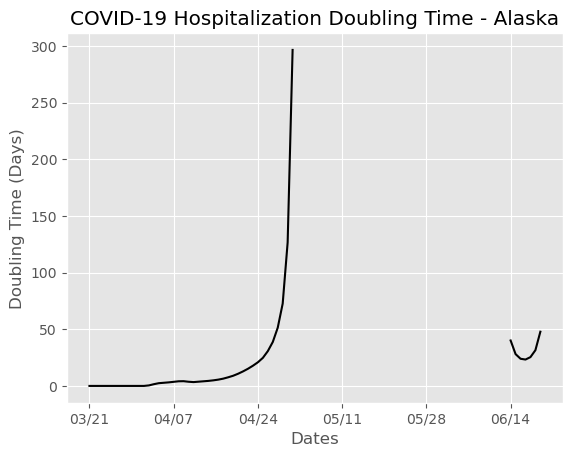 COVID-19 Hospitalization Doubling Time - Alaska
300
250
200
150
100
50
0
Doubling Time (Days)
03/21 04/07 04/24 05/11 05/28 06/14
Dates